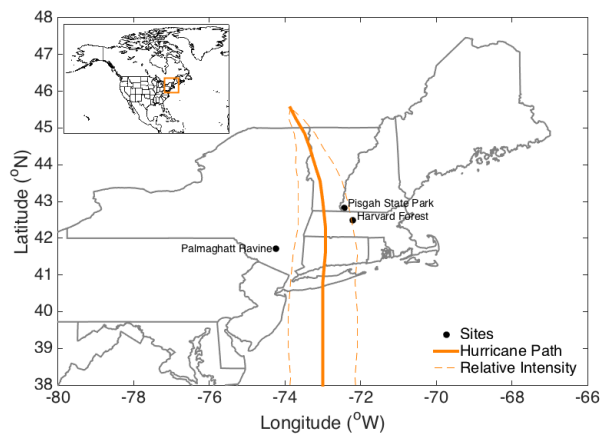 48
47
46
45
44
43
42
41
40
39
38
Latitude (°N)
Pisgah State Park
Harvard Forest
Palmaghatt Ravine
Sites
Hurricane Path
Relative Intensity
-80
-78
-76
-74
-72
-70
-68
-66
Longitude (°W)